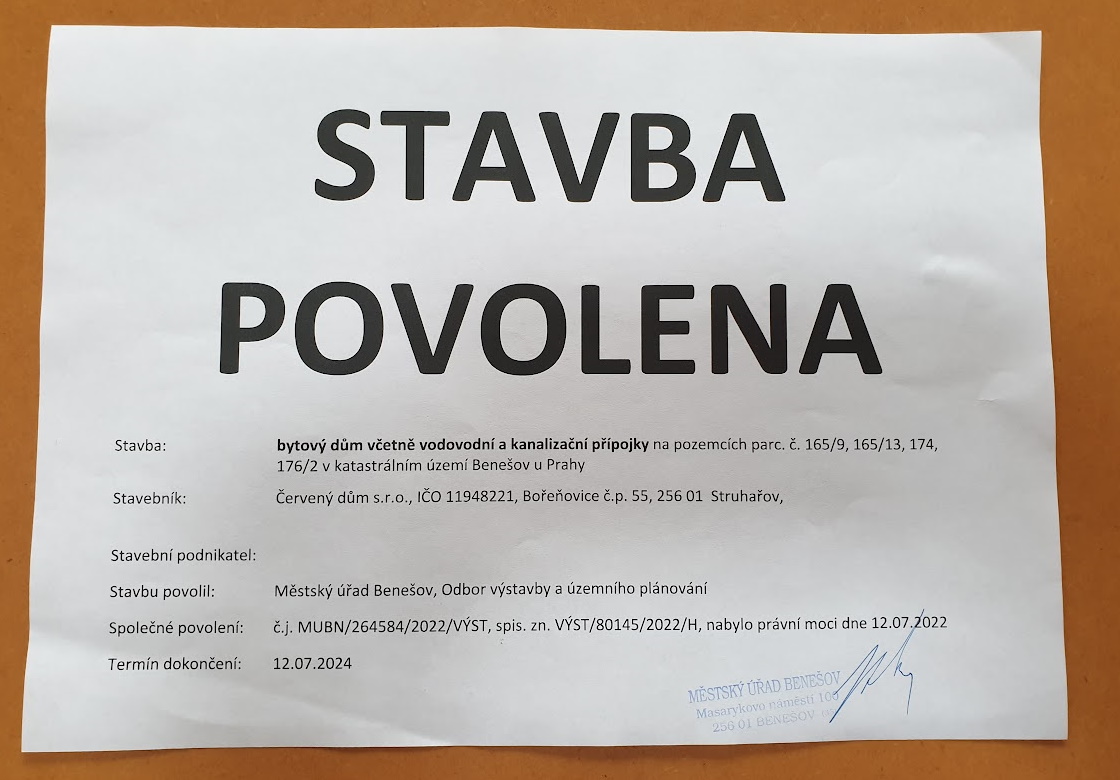 STAVBA
POVOLENA
Stavba: bytový dům včetně vodovodní a kanalizační přípojky na pozemcích parc. č. 165/9, 165/13, 174,
176/2 v katastrálním území Benešov u Prahy
Stavebník: Červený dům s.r.o., IČO 11948221, Bořeňovice č.p. 55, 256 01 Struhařov,
Stavební podnikatel:
Stavbu povolil: Městský úřad Benešov, Odbor výstavby a územního plánování
Společné povolení: č.j. MUBN/264584/2022/VÝST, spis. zn. VÝST/80145/2022/H, nabylo právní moci dne 12.07.2022
Termín dokončení: 12.07.2024
MĚSTSKÝ ÚŘAD BENEŠOV
Masarykovo náměstí 100
256 01 BENEŠOV